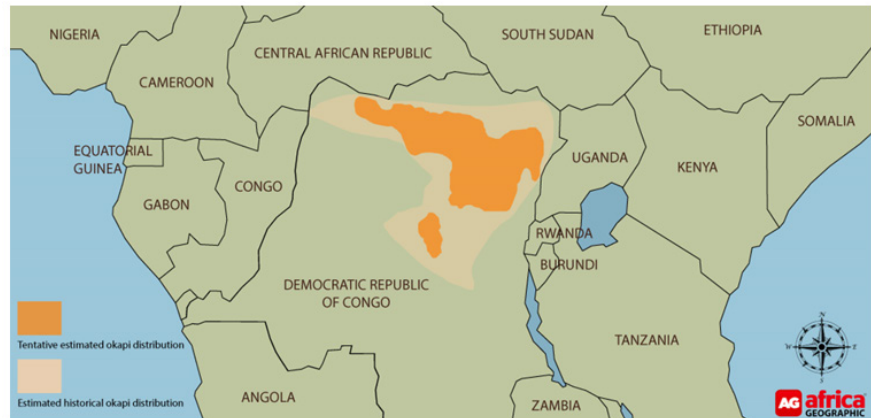 NIGERIA
CENTRAL AFRICAN REPUBLIC
SOUTH SUDAN
ETHIOPIA
CAMEROON
SOMALIA
EQUATORIAL
GUINEA
UGANDA
KENYA
CONGO
GABON
RWANDA
BURUNDI
DEMOCRATIC REPUBLIC
OF CONGO
TANZANIA
Tentative estimated okapi distribution
Estimated historical okapi distribution
ANGOLA
ZAMBIA
N
W
E
S
AG africa
GEOGRAPHIC